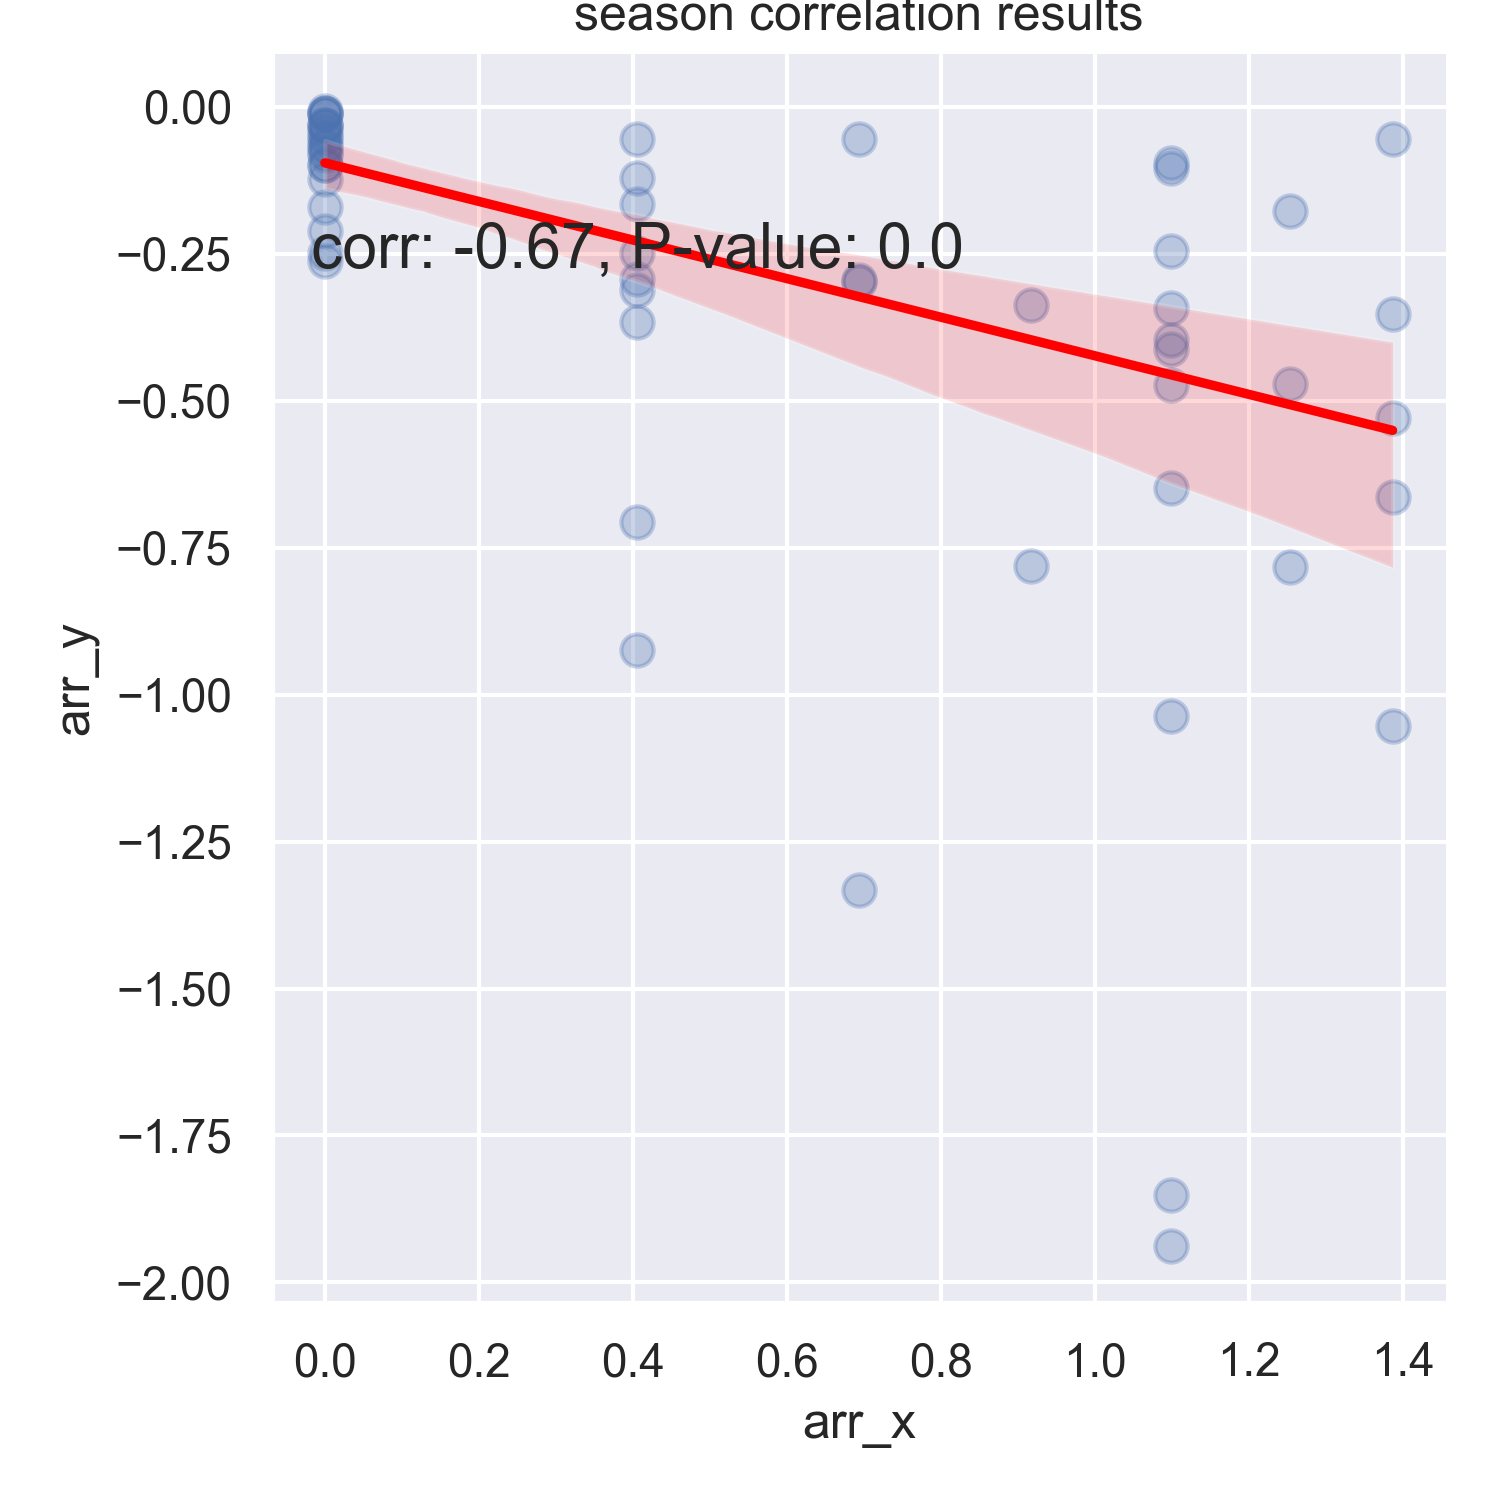 season correlation results
0.00
−0.25
−0.50
−0.75
−1.00
−1.25
−1.50
−1.75
−2.00
arr_y
corr: -0.67, P-value: 0.0
0.0 0.2 0.4 0.6 0.8 1.0 1.2 1.4
arr_x